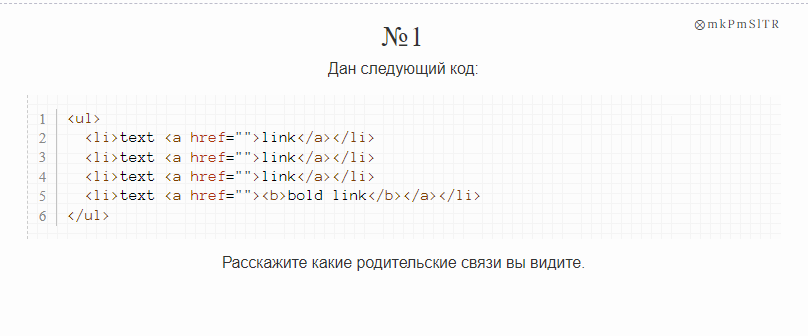 ⊗mkPmSlTR
№1
Дан следующий код:
1 <ul>
2 <li>text <a href="">link</a></li>
3 <li>text <a href="">link</a></li>
4 <li>text <a href="">link</a></li>
5 <li>text <a href=""><b>bold link</b></a></li>
6 </ul>
Расскажите какие родительские связи вы видите.